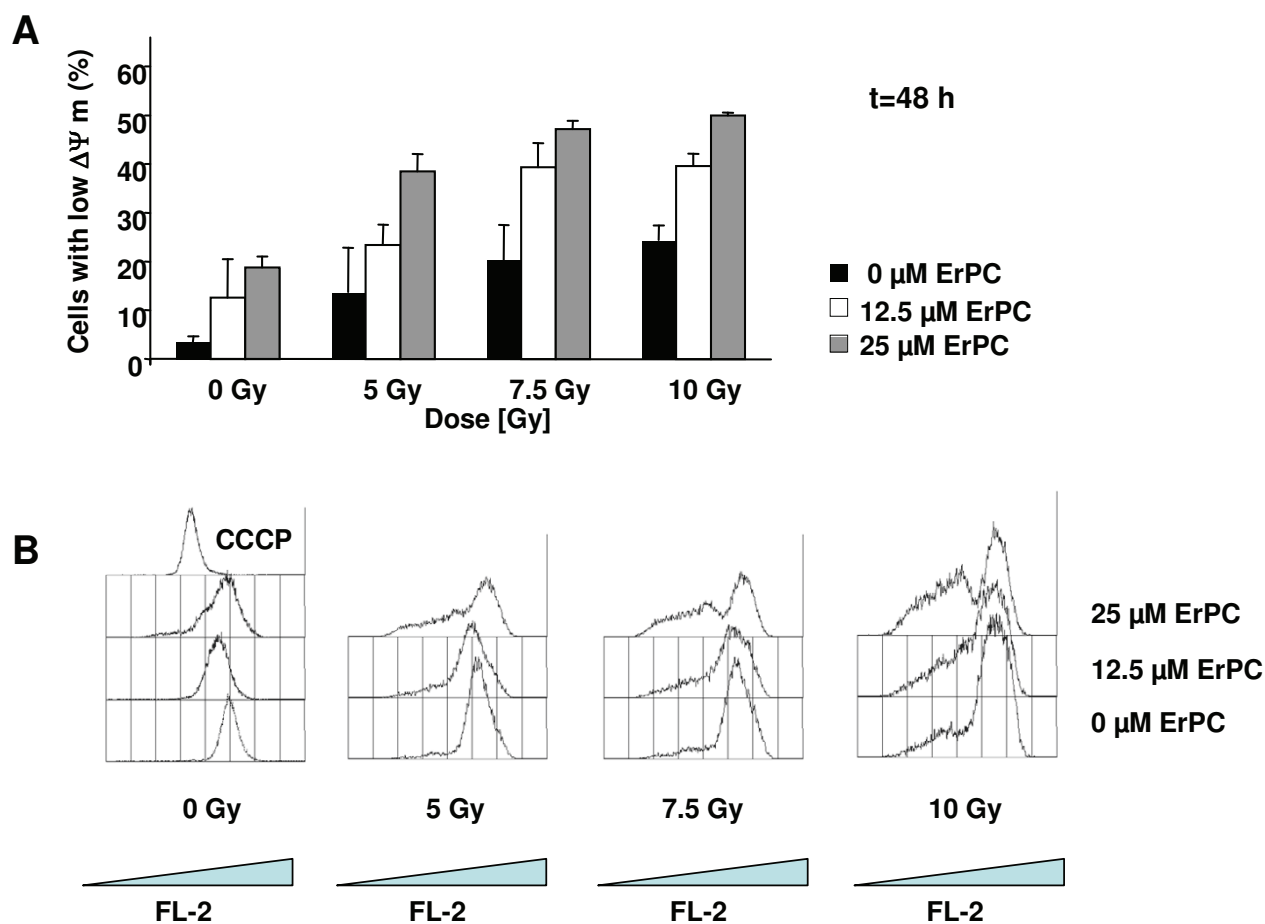 A
Cells with low ΔΨ m (%)
60
50
40
30
20
10
0
0 Gy
5 Gy
7.5 Gy
10 Gy
Dose [Gy]
t=48 h
0 µM ErPC
12.5 µM ErPC
25 µM ErPC
B
CCCP
25 µM ErPC
12.5 µM ErPC
0 µM ErPC
0 Gy
5 Gy
7.5 Gy
10 Gy
FL-2
FL-2
FL-2
FL-2